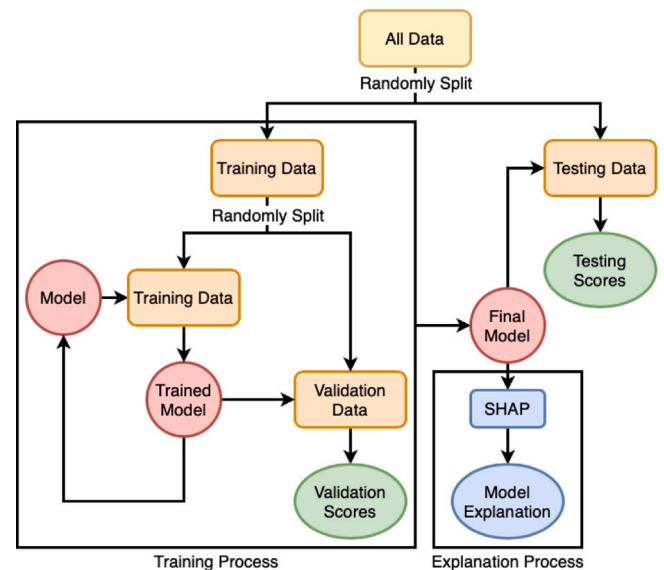 All Data
Randomly Split
Training Data
Testing Data
Randomly Split
Testing
Scores
Model
Training Data
Final
Model
Trained
Model
Validation
Data
SHAP
Validation
Scores
Model
Explanation
Training Process
Explanation Process